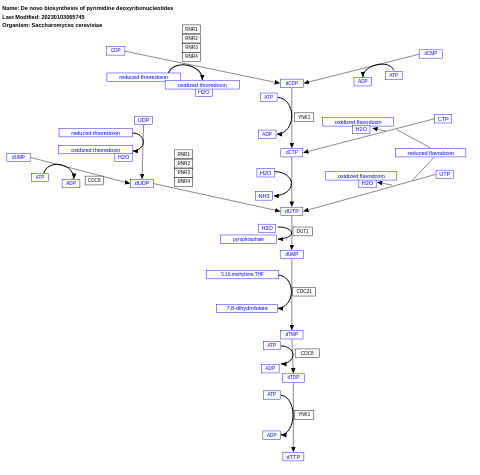 Name: De novo biosynthesis of pyrimidine deoxyribonucleotides
Last Modified: 20230103065745
Organism: Saccharomyces cerevisiae
RNR1
RNR2
RNR3
RNR4
CDP
dCMP
reduced thioredoxin
oxidized thioredoxin
H2O
ADP
ATP
dCDP
ATP
YNK1
ADP
UDP
oxidized flavodoxin
H2O
CTP
reduced thioredoxin
oxidized thioredoxin
H2O
RNR1
RNR2
RNR3
RNR4
dCTP
reduced flavodoxin
dUMP
ATP
ADP
CDC8
dUDP
H2O
NH3
oxidized flavodoxin
H2O
UTP
dUTP
H2O
DUT1
pyrophosphate
dUMP
5,10-methylene-THF
CDC21
7,8-dihydrofolate
dTMP
ATP
CDC8
ADP
dTDP
ATP
YNK1
ADP
dTTP